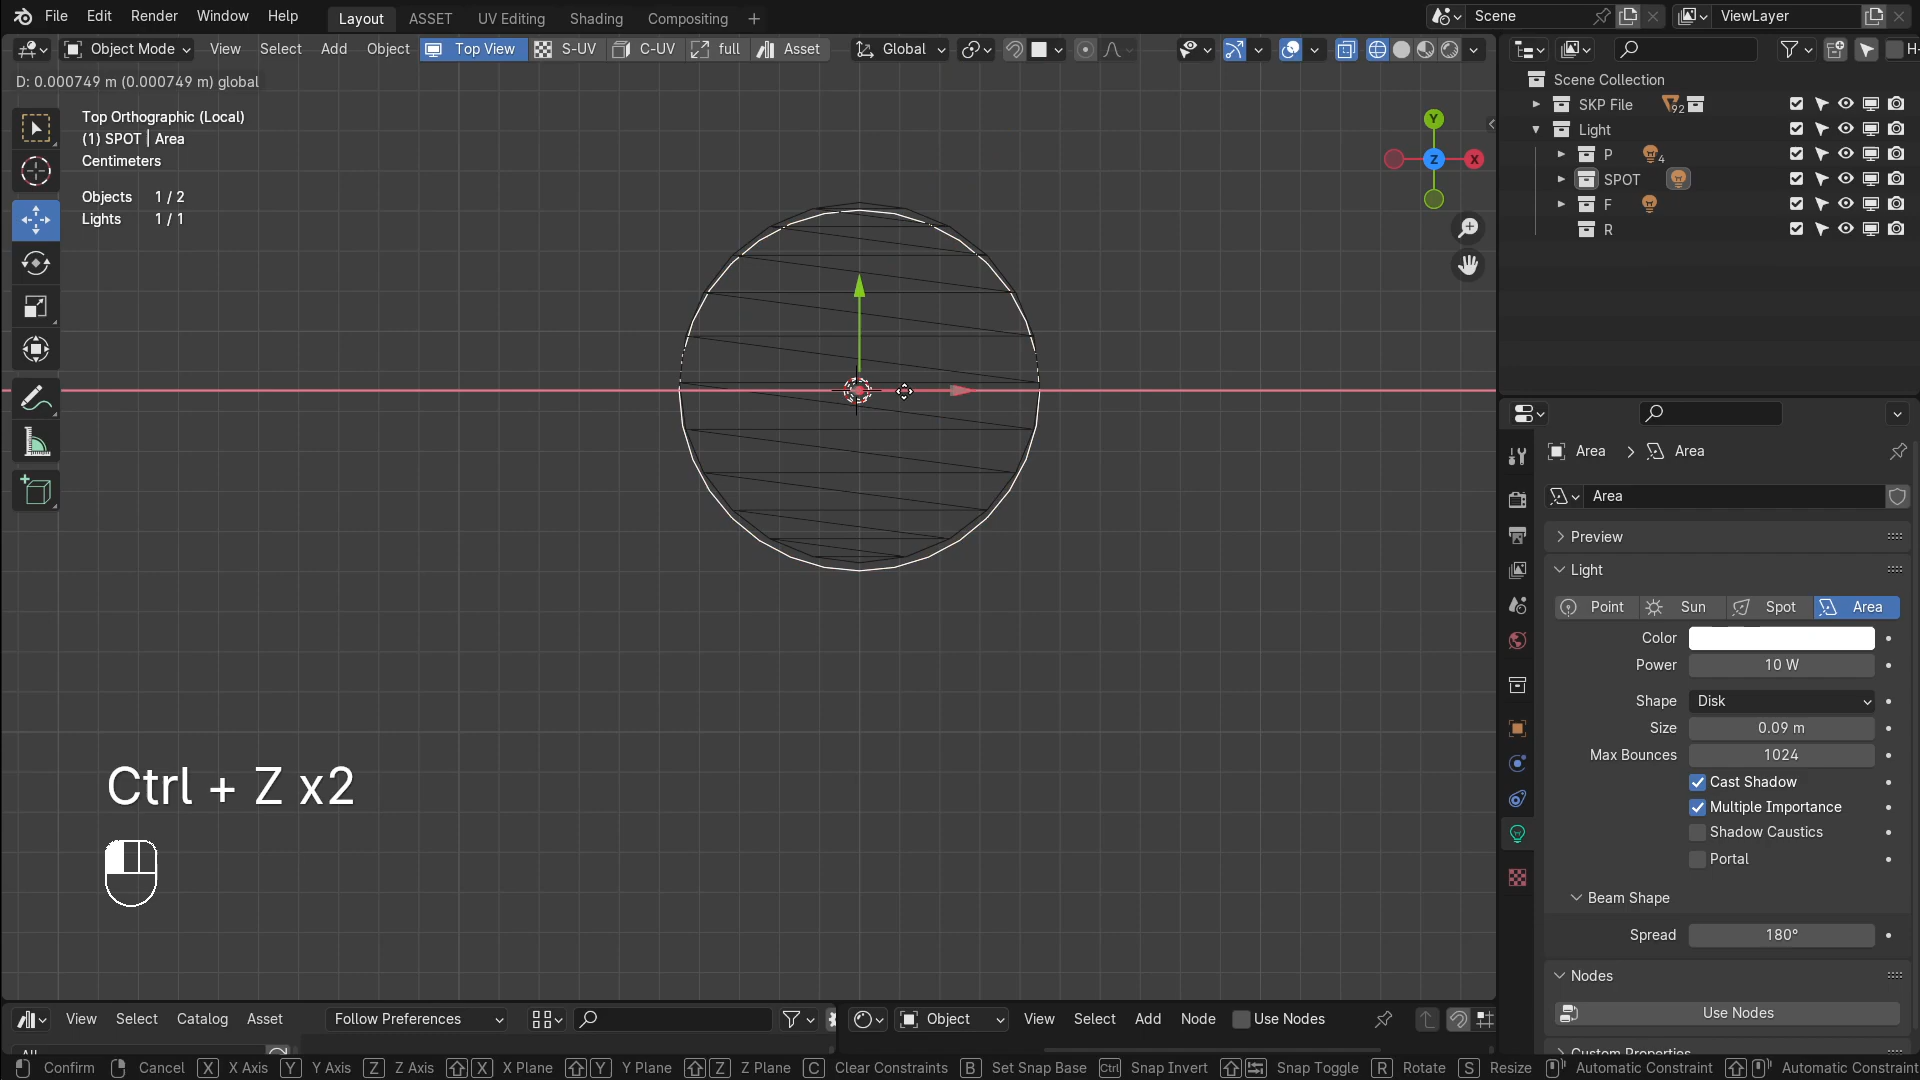 File Edit Render Window Help Layout ASSET UV Editing Shading Compositing + Scene ViewLayer
Object Mode View Select Add Object Top View S-UV C-UV full Asset Global
D: 0.000749 m (0.000749 m) global
Top Orthographic (Local)
(1) SPOT | Area
Centimeters
Objects 1 / 2
Lights 1 / 1
Y
Z
X
Scene Collection
SKP File 92
Light
P 4
SPOT
F
R
Area > Area
Area
Preview
Light
Point Sun Spot Area
Color
Power 10 W
Shape Disk
Size 0.09 m
Max Bounces 1024
Cast Shadow
Multiple Importance
Shadow Caustics
Portal
Beam Shape
Spread 180°
Nodes
Use Nodes
Custom Properties
Ctrl + Z x2
View Select Catalog Asset Follow Preferences Object View Select Add Node Use Nodes
All
Confirm Cancel X X Axis Y Y Axis Z Z Axis X X Plane Y Y Plane Z Z Plane C Clear Constraints B Set Snap Base Ctrl Snap Invert Snap Toggle R Rotate S Resize Automatic Constraint Automatic Constraint